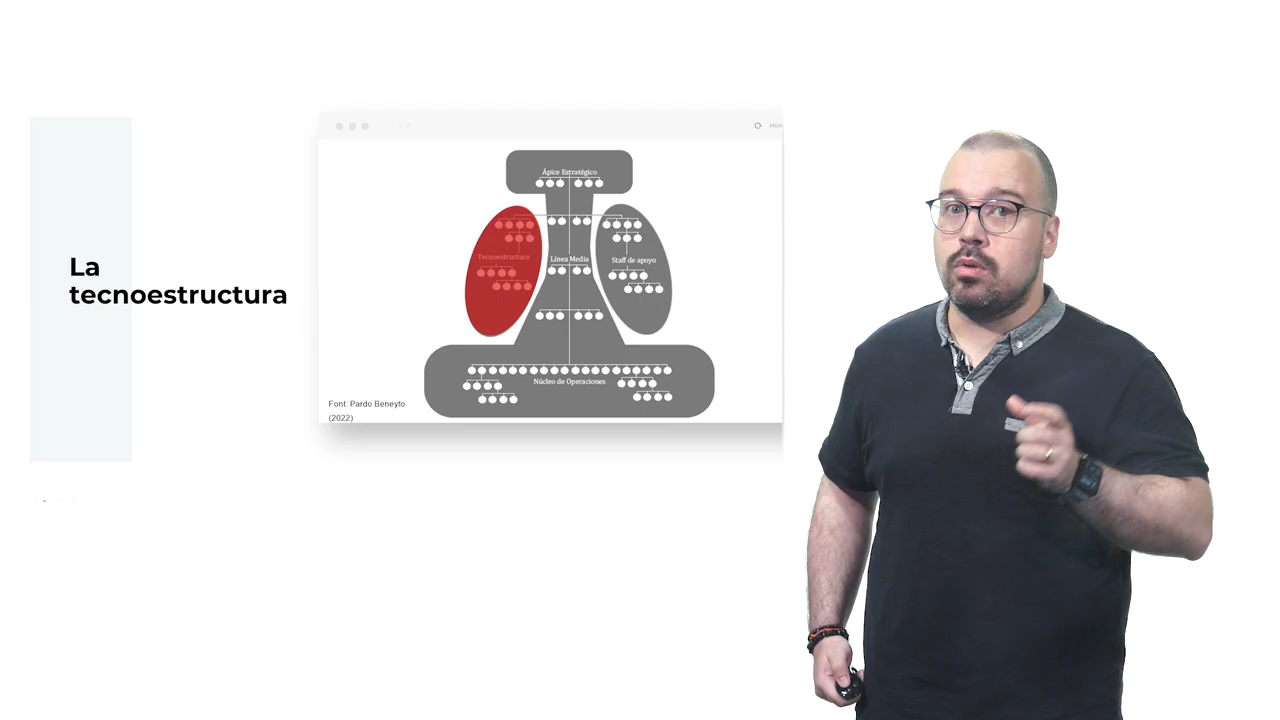 La
tecnoestructura
Ápice Estratégico
Tecnoestructura
Línea Media
Staff de apoyo
Núcleo de Operaciones
Font: Pardo Beneyto
(2022)